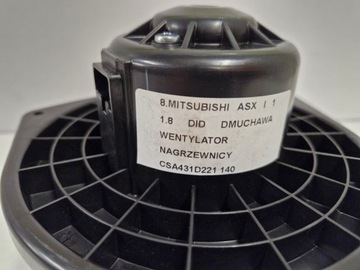 8.MITSUBISHI ASX I 1
1.8 DID DMUCHAWA
WENTYLATOR
NAGRZEWNICY
CSA431D221 140